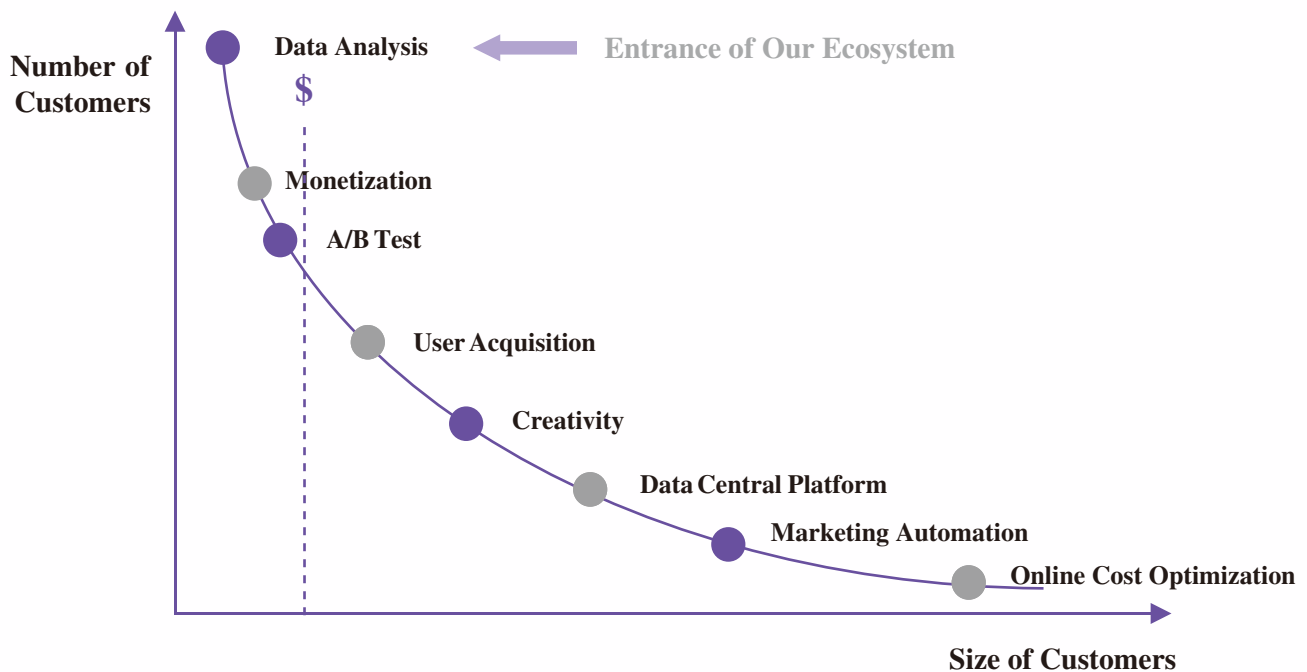 Number of
Customers
Data Analysis
Entrance of Our Ecosystem
$
Monetization
A/B Test
User Acquisition
Creativity
Data Central Platform
Marketing Automation
Online Cost Optimization
Size of Customers